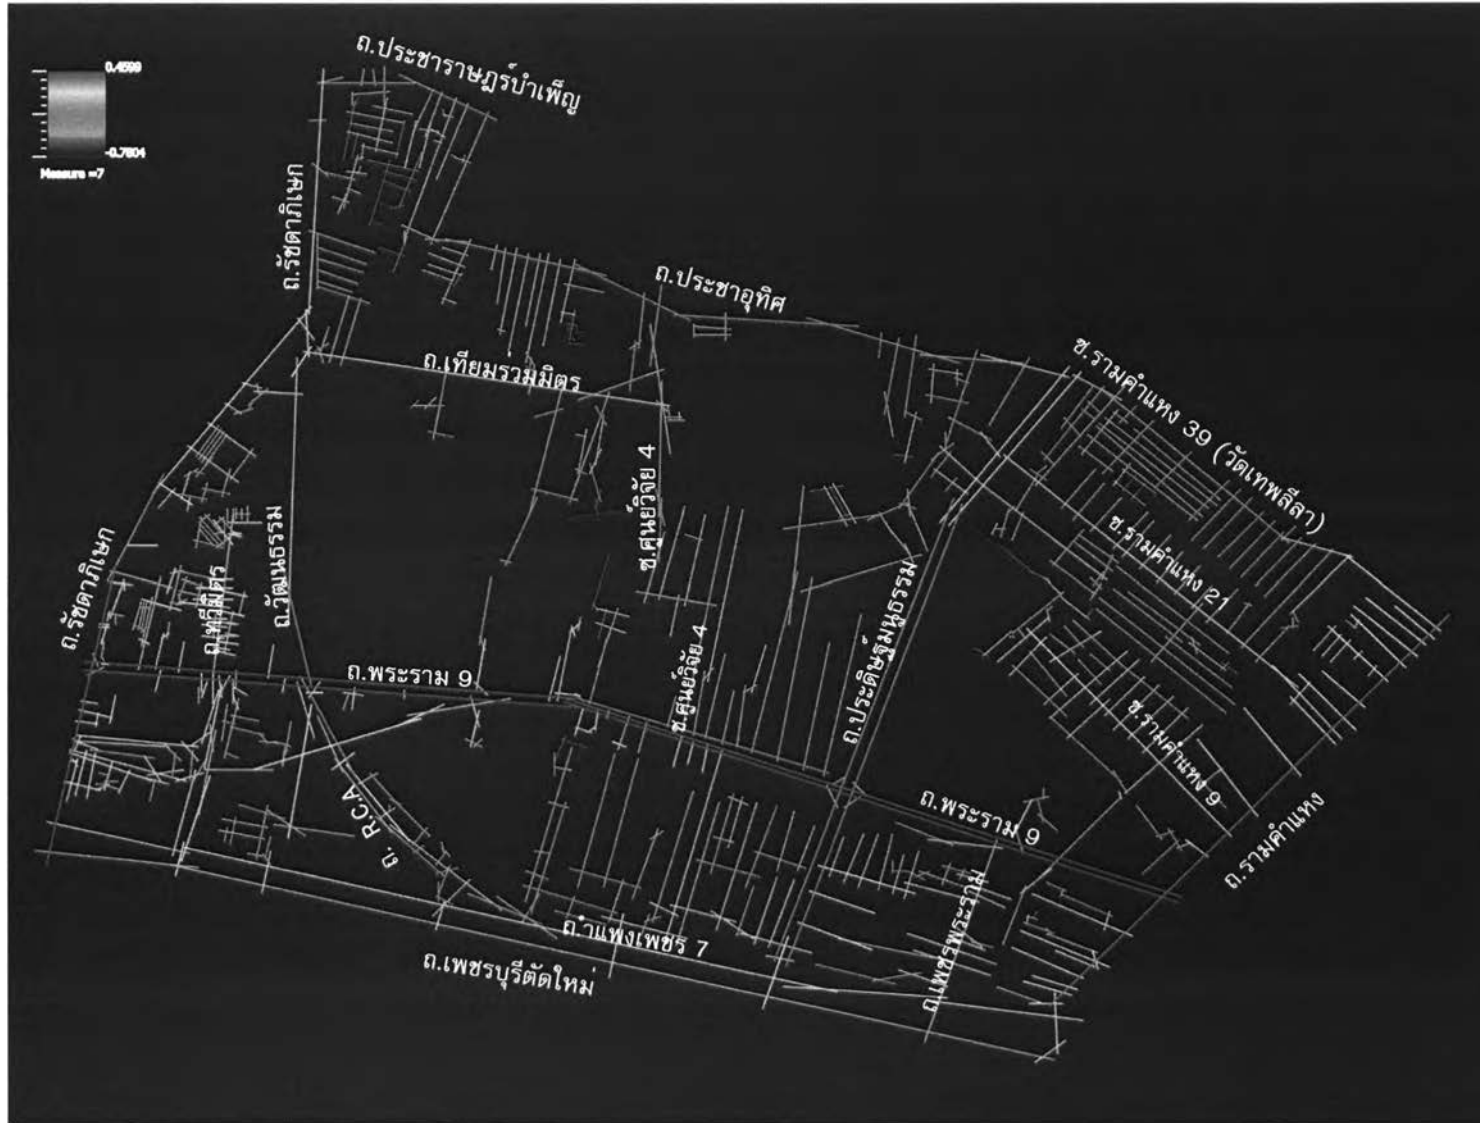 0.4599
-0.7804
Measure =7
ถ.ประชาราษฎร์บำเพ็ญ
ถ.รัชดาภิเษก
ถ.ประชาอุทิศ
ถ.เทียมร่วมมิตร
ซ.รามคำแหง 39 (วัดเทพลีลา)
ซ.ศูนย์วิจัย 4
ซ.รามคำแหง 21
ถ.รัชดาภิเษก
ถ.ทวีมิตร
ถ.วัฒนธรรม
ถ.ประดิษฐ์มนูธรรม
ถ.พระราม 9
ซ.ศูนย์วิจัย 4
ซ.รามคำแหง 9
ถ. R.C.A
ถ.พระราม 9
ถ.รามคำแหง
ถ.เพชรพระราม
ถ.ำแพงเพชร 7
ถ.เพชรบุรีตัดใหม่